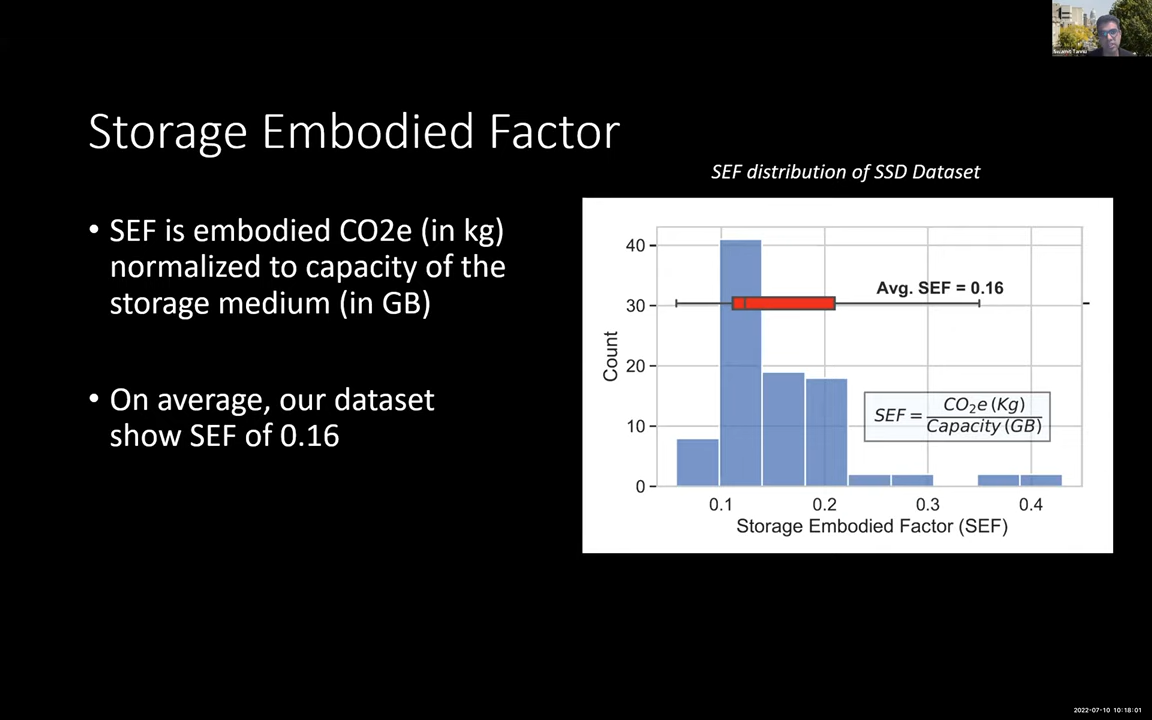 Swamit Tannu
Storage Embodied Factor
SEF distribution of SSD Dataset
• SEF is embodied CO2e (in kg)
normalized to capacity of the
storage medium (in GB)
• On average, our dataset
show SEF of 0.16
40
30
20
10
0
Count
Avg. SEF = 0.16
SEF = CO₂e (Kg)
Capacity (GB)
0.1 0.2 0.3 0.4
Storage Embodied Factor (SEF)
2022-07-10 10:18:01